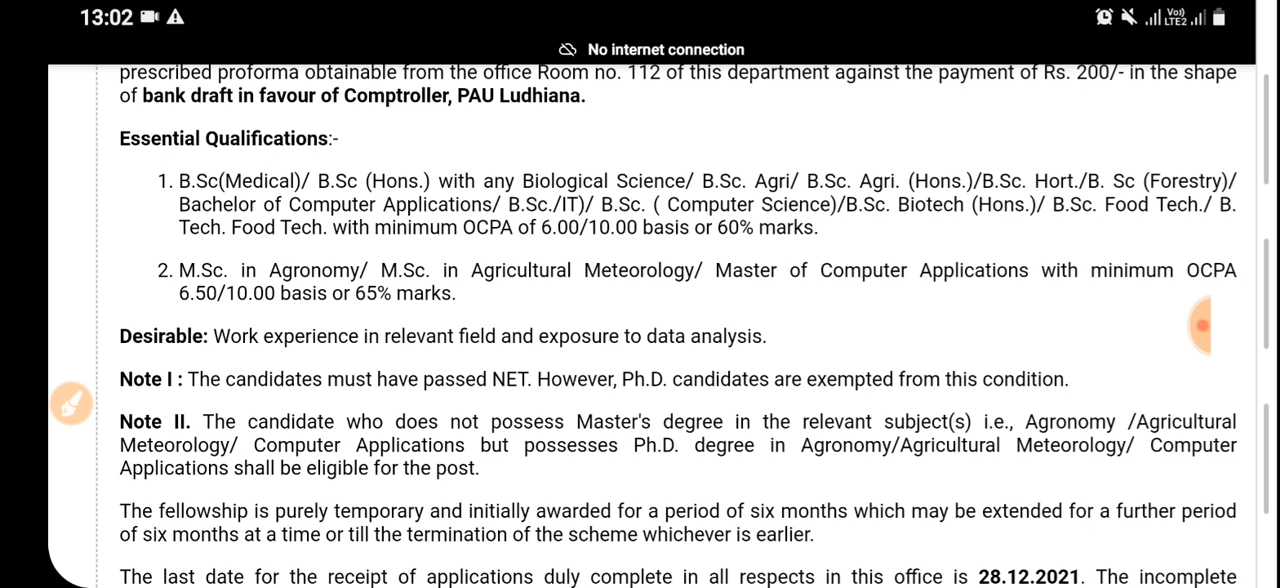 13:02
Vo))
LTE2
No internet connection
prescribed proforma obtainable from the office Room no. 112 of this department against the payment of Rs. 200/- in the shape
of bank draft in favour of Comptroller, PAU Ludhiana.
Essential Qualifications:-
1. B.Sc(Medical)/ B.Sc (Hons.) with any Biological Science/ B.Sc. Agri/ B.Sc. Agri. (Hons.)/B.Sc. Hort./B. Sc (Forestry)/
Bachelor of Computer Applications/ B.Sc./IT)/ B.Sc. ( Computer Science)/B.Sc. Biotech (Hons.)/ B.Sc. Food Tech./ B.
Tech. Food Tech. with minimum OCPA of 6.00/10.00 basis or 60% marks.
2. M.Sc. in Agronomy/ M.Sc. in Agricultural Meteorology/ Master of Computer Applications with minimum OCPA
6.50/10.00 basis or 65% marks.
Desirable: Work experience in relevant field and exposure to data analysis.
Note I : The candidates must have passed NET. However, Ph.D. candidates are exempted from this condition.
Note II. The candidate who does not possess Master's degree in the relevant subject(s) i.e., Agronomy /Agricultural
Meteorology/ Computer Applications but possesses Ph.D. degree in Agronomy/Agricultural Meteorology/ Computer
Applications shall be eligible for the post.
The fellowship is purely temporary and initially awarded for a period of six months which may be extended for a further period
of six months at a time or till the termination of the scheme whichever is earlier.
The last date for the receipt of applications duly complete in all respects in this office is 28.12.2021. The incomplete